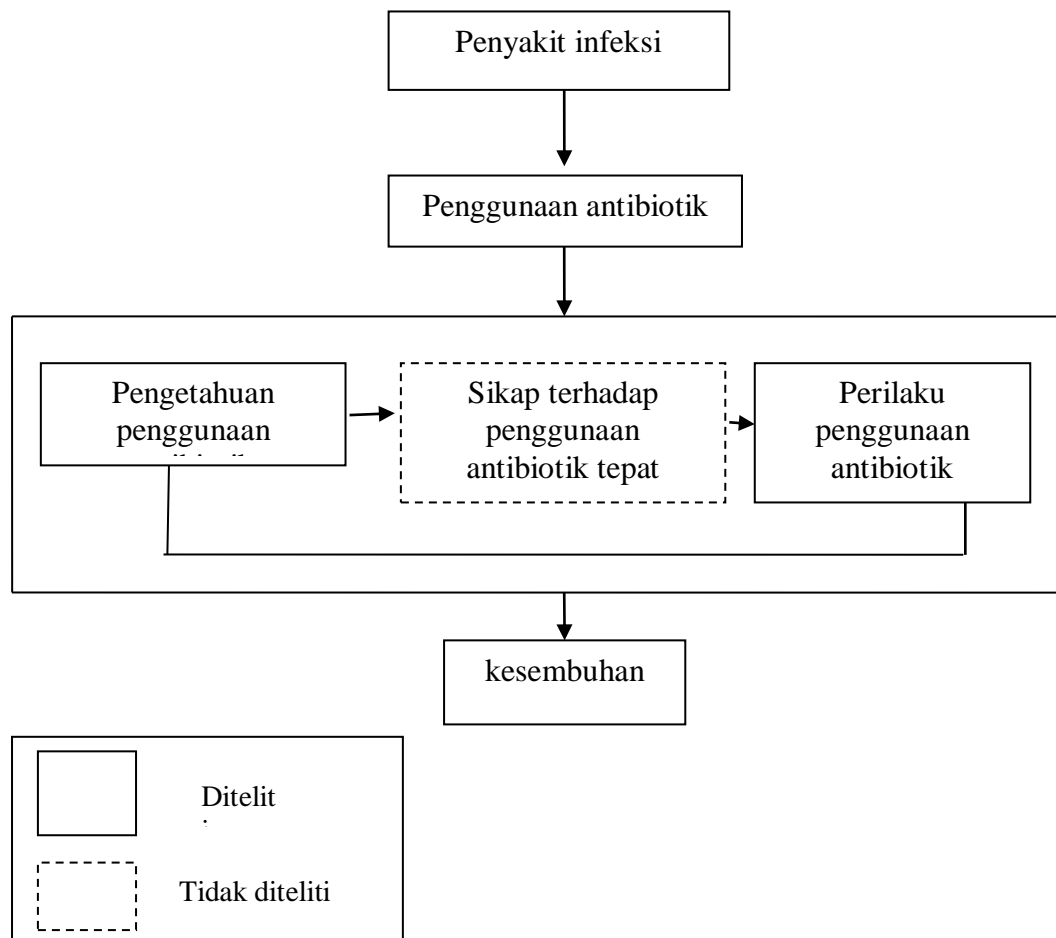 Penyakit infeksi
Penggunaan antibiotik
Pengetahuan
penggunaan
Sikap terhadap
penggunaan
antibiotik tepat
Perilaku
penggunaan
antibiotik
kesembuhan
Ditelit
Tidak diteliti